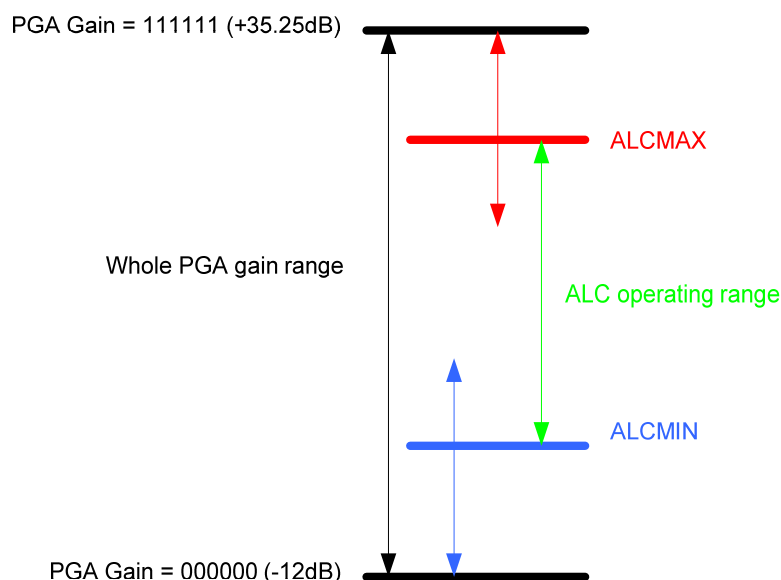 PGA Gain = 111111 (+35.25dB)
ALCMAX
Whole PGA gain range
ALC operating range
ALCMIN
PGA Gain = 000000 (-12dB)